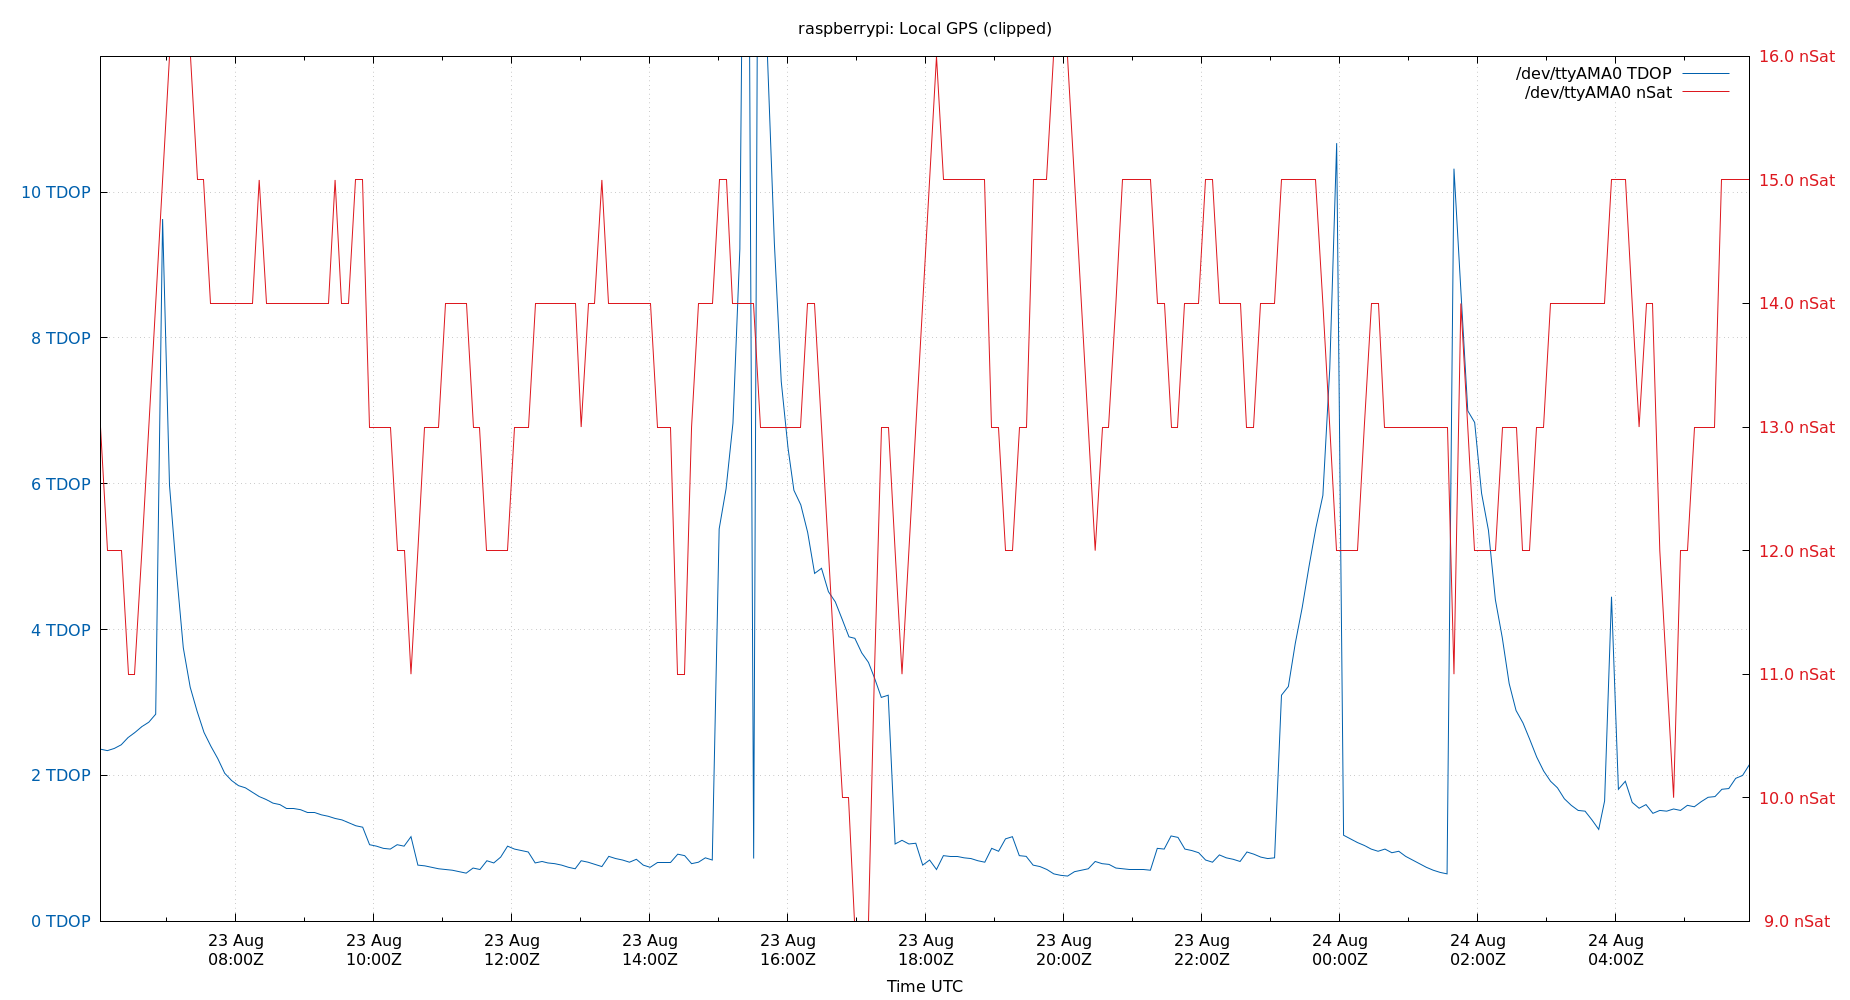 raspberrypi: Local GPS (clipped)
/dev/ttyAMA0 TDOP
/dev/ttyAMA0 nSat
10 TDOP
8 TDOP
6 TDOP
4 TDOP
2 TDOP
0 TDOP
16.0 nSat
15.0 nSat
14.0 nSat
13.0 nSat
12.0 nSat
11.0 nSat
10.0 nSat
9.0 nSat
23 Aug
08:00Z
23 Aug
10:00Z
23 Aug
12:00Z
23 Aug
14:00Z
23 Aug
16:00Z
23 Aug
18:00Z
23 Aug
20:00Z
23 Aug
22:00Z
24 Aug
00:00Z
24 Aug
02:00Z
24 Aug
04:00Z
Time UTC